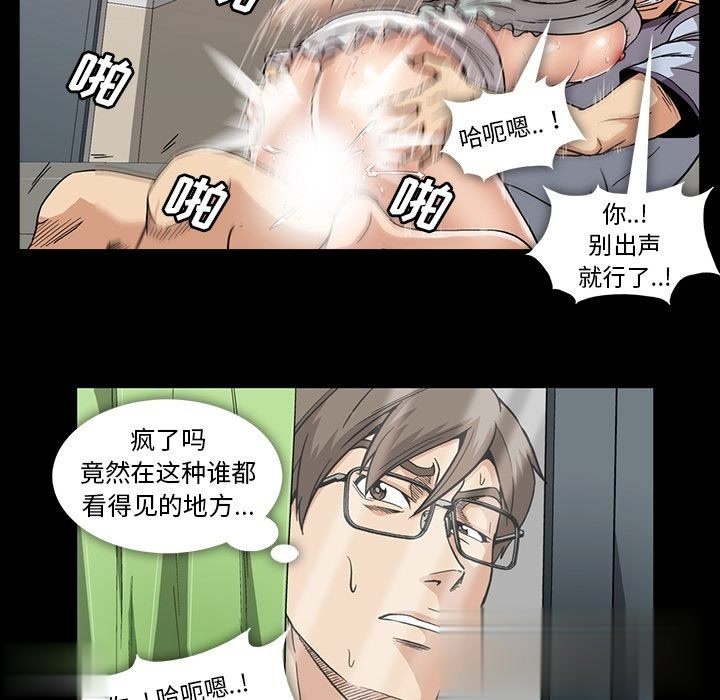 啪
啪
啪
啪
哈呃嗯..！
你..!
别出声
就行了..!
疯了吗
竟然在这种谁都
看得见的地方...
哈呃嗯..!